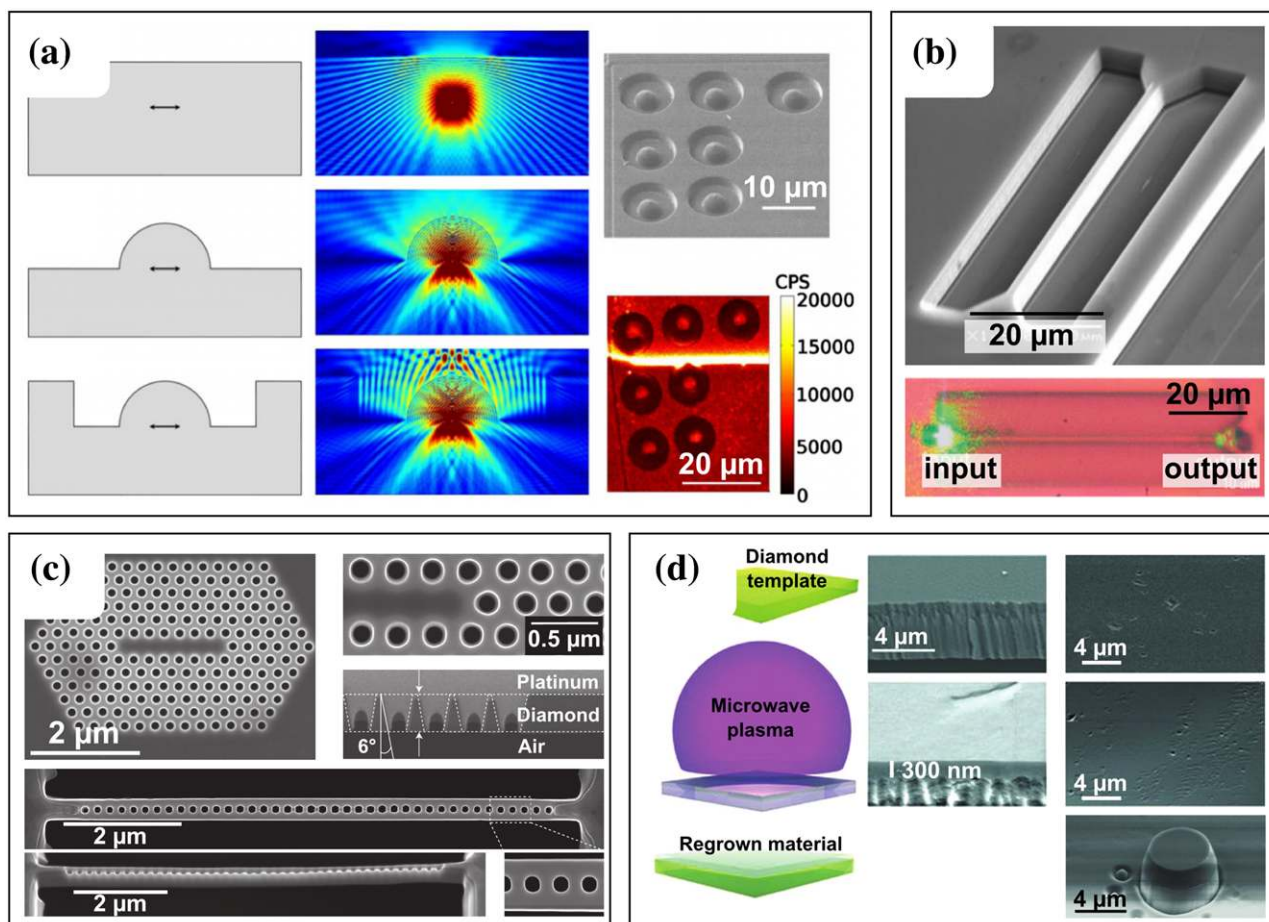 (a)
10 µm
CPS
20000
15000
10000
5000
0
20 µm
(b)
20 µm
20 µm
input
output
(c)
2 µm
0.5 µm
Platinum
Diamond
Air
6°
2 µm
2 µm
(d)
Diamond
template
Microwave
plasma
Regrown material
4 µm
300 nm
4 µm
4 µm
4 µm